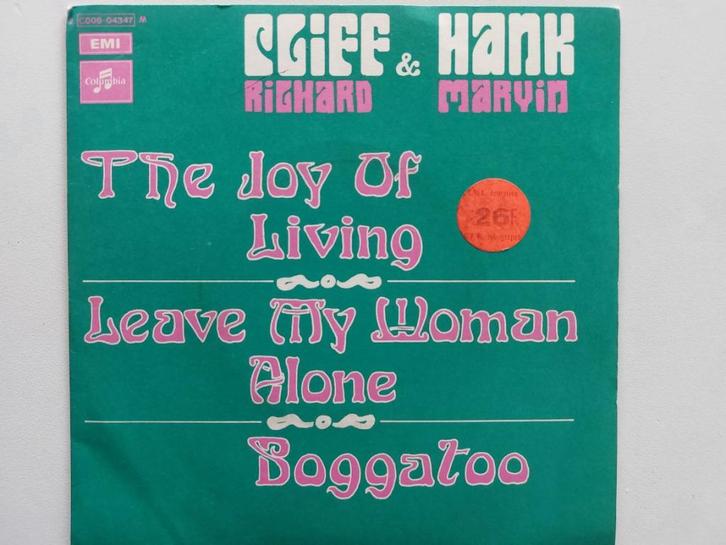 C006-04347 M
EMI
Columbia
CLIFF & HANK
RICHARD MARVIN
The Joy Of
Living
Leave My Woman
Alone
Boggatoo
26F